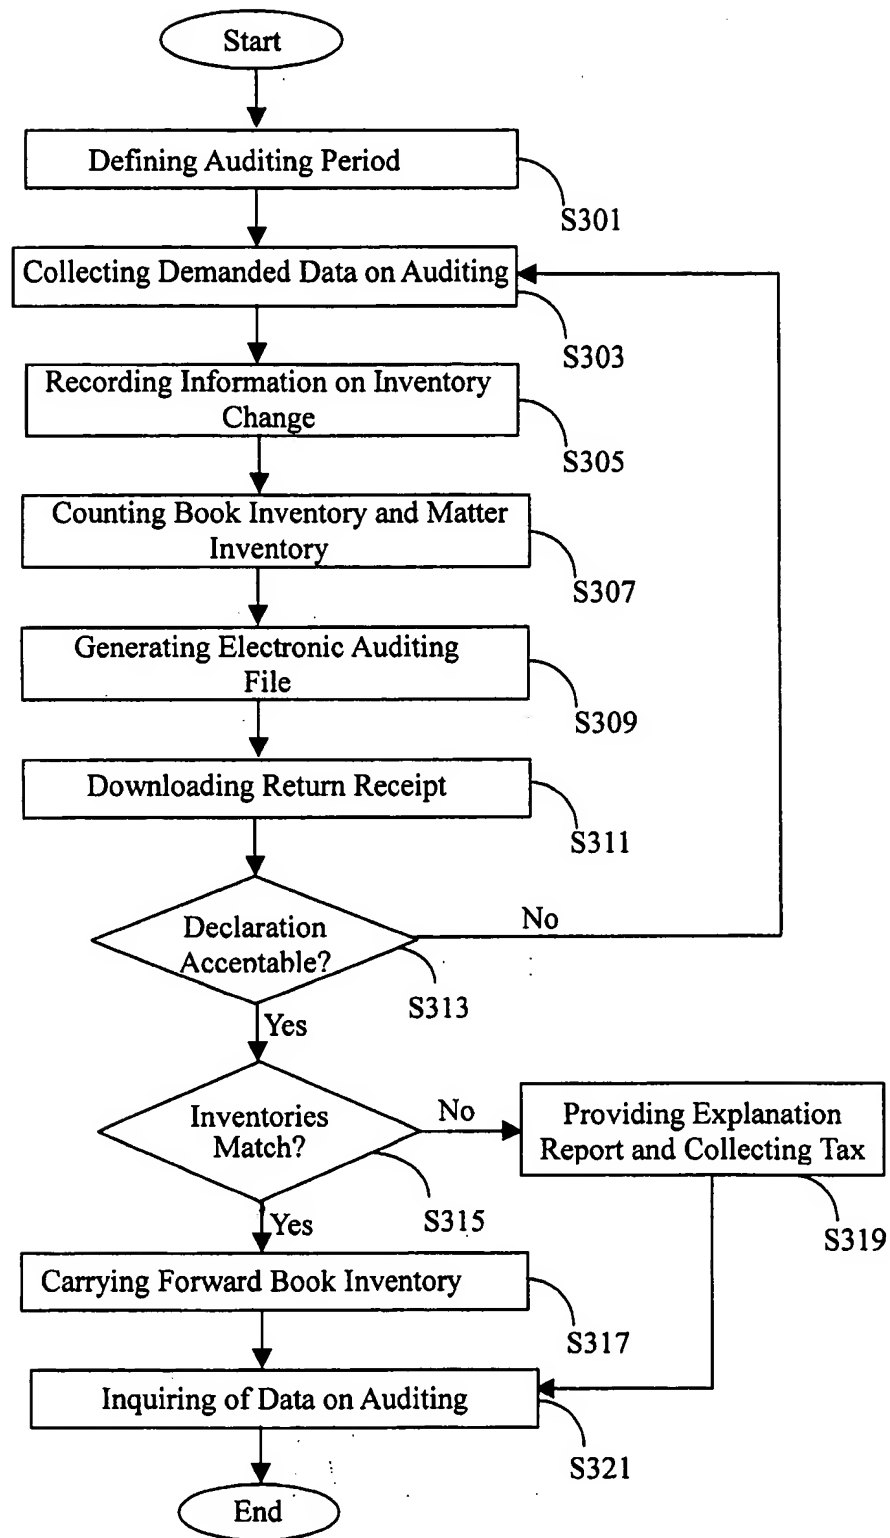 Start
Defining Auditing Period
S301
Collecting Demanded Data on Auditing
S303
Recording Information on Inventory
Change
S305
Counting Book Inventory and Matter
Inventory
S307
Generating Electronic Auditing
File
S309
Downloading Return Receipt
S311
Declaration
Acceptable?
No
S313
Yes
Inventories
Match?
No
Providing Explanation
Report and Collecting Tax
S315
S319
Yes
Carrying Forward Book Inventory
S317
Inquiring of Data on Auditing
S321
End